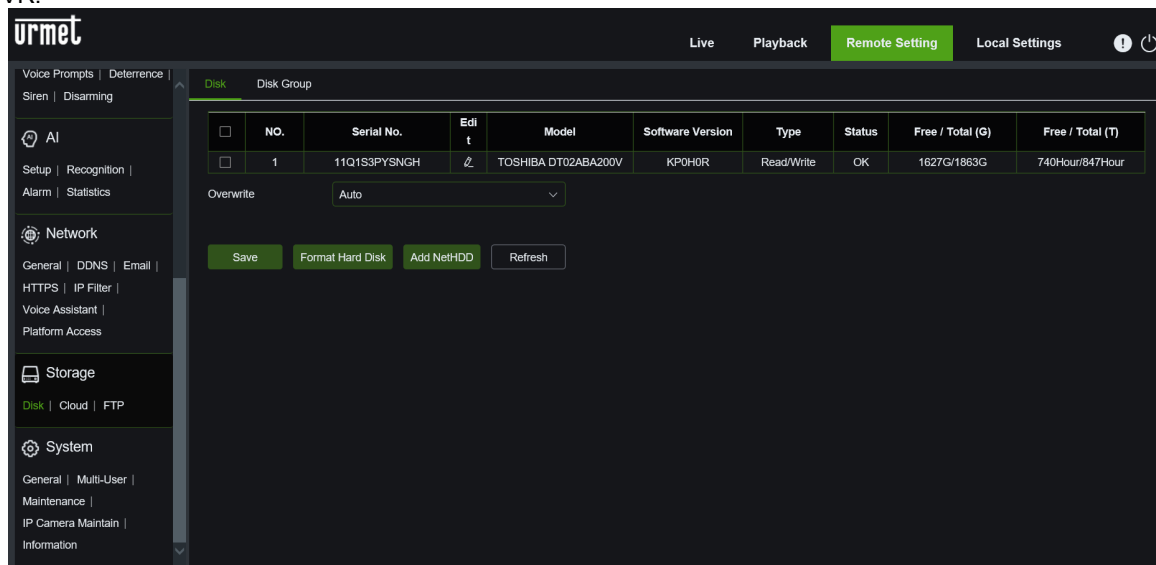 urmet
Live Playback Remote Setting Local Settings
Voice Prompts | Deterrence |
Siren | Disarming
AI
Setup | Recognition |
Alarm | Statistics
Network
General | DDNS | Email |
HTTPS | IP Filter |
Voice Assistant |
Platform Access
Storage
Disk | Cloud | FTP
System
General | Multi-User |
Maintenance |
IP Camera Maintain |
Information
Disk Disk Group
NO. Serial No. Edi
t Model Software Version Type Status Free / Total (G) Free / Total (T)
1 11Q1S3PYSNGH TOSHIBA DT02ABA200V KP0H0R Read/Write OK 1627G/1863G 740Hour/847Hour
Overwrite Auto
Save Format Hard Disk Add NetHDD Refresh